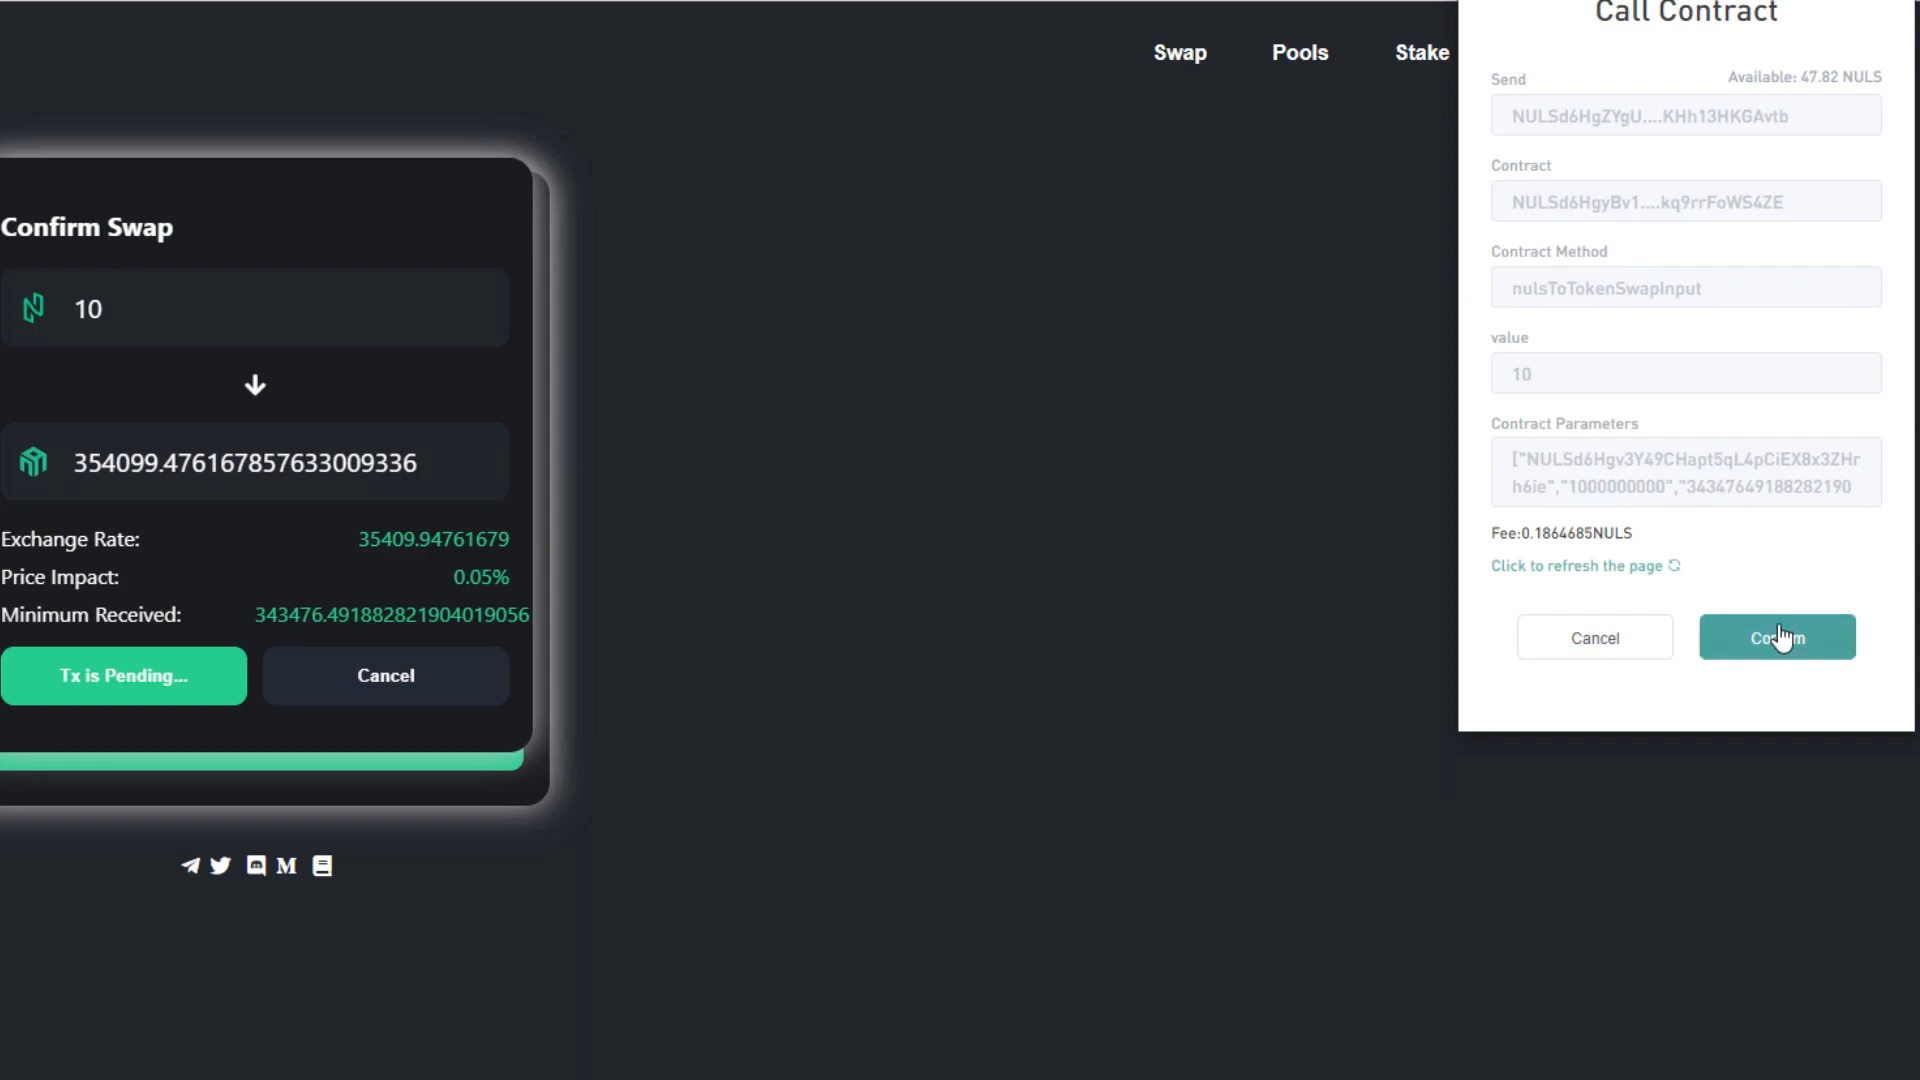 Swap
Pools
Stake
Confirm Swap
10
354099.476167857633009336
Exchange Rate:
35409.94761679
Price Impact:
0.05%
Minimum Received:
343476.491882821904019056
Tx is Pending...
Cancel
Call Contract
Send
Available: 47.82 NULS
NULSd6HgZYgU....KHh13HKGAvtb
Contract
NULSd6HgyBv1....kq9rrFoWS4ZE
Contract Method
nulsToTokenSwapInput
value
10
Contract Parameters
["NULSd6Hgv3Y49CHapt5qL4pCiEX8x3ZHr
h6ie","1000000000","34347649188282190
Fee:0.1864685NULS
Click to refresh the page
Cancel